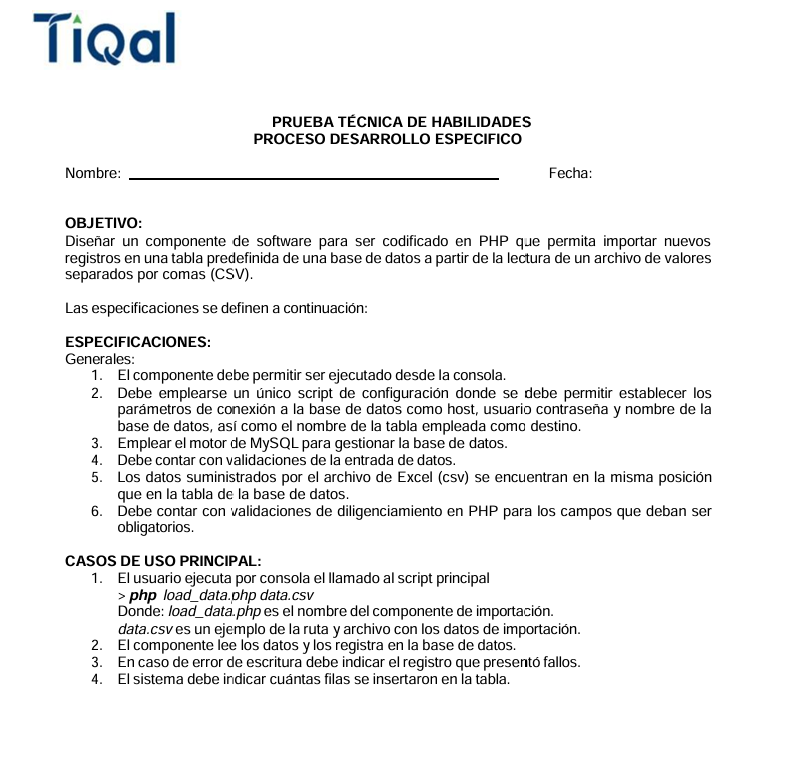 TiQal
PRUEBA TÉCNICA DE HABILIDADES
PROCESO DESARROLLO ESPECIFICO
Nombre: Fecha:
OBJETIVO:
Diseñar un componente de software para ser codificado en PHP que permita importar nuevos
registros en una tabla predefinida de una base de datos a partir de la lectura de un archivo de valores
separados por comas (CSV).
Las especificaciones se definen a continuación:
ESPECIFICACIONES:
Generales:
1. El componente debe permitir ser ejecutado desde la consola.
2. Debe emplearse un único script de configuración donde se debe permitir establecer los
parámetros de conexión a la base de datos como host, usuario contraseña y nombre de la
base de datos, así como el nombre de la tabla empleada como destino.
3. Emplear el motor de MySQL para gestionar la base de datos.
4. Debe contar con validaciones de la entrada de datos.
5. Los datos suministrados por el archivo de Excel (csv) se encuentran en la misma posición
que en la tabla de la base de datos.
6. Debe contar con validaciones de diligenciamiento en PHP para los campos que deban ser
obligatorios.
CASOS DE USO PRINCIPAL:
1. El usuario ejecuta por consola el llamado al script principal
> php load_data.php data.csv
Donde: load_data.php es el nombre del componente de importación.
data.csv es un ejemplo de la ruta y archivo con los datos de importación.
2. El componente lee los datos y los registra en la base de datos.
3. En caso de error de escritura debe indicar el registro que presentó fallos.
4. El sistema debe indicar cuántas filas se insertaron en la tabla.